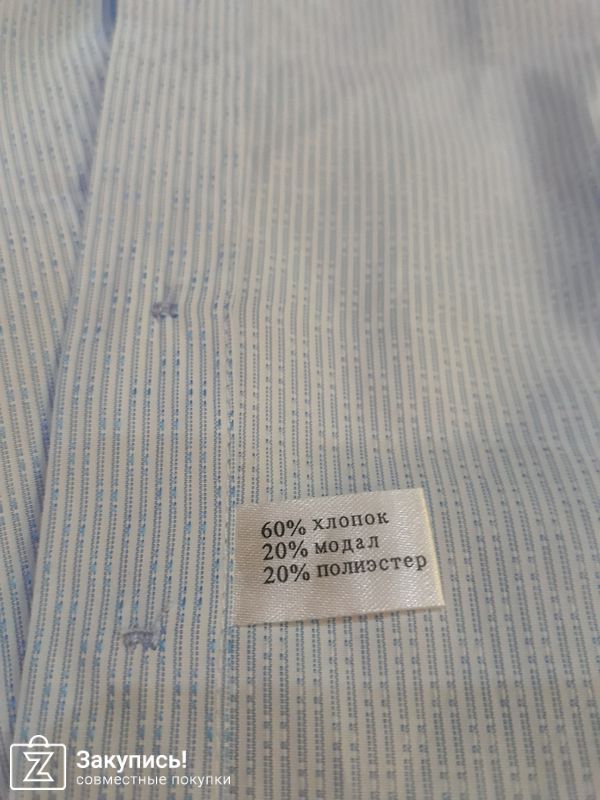 60% хлопок
20% модал
20% полиэстер
Z
Закупись!
совместные покупки